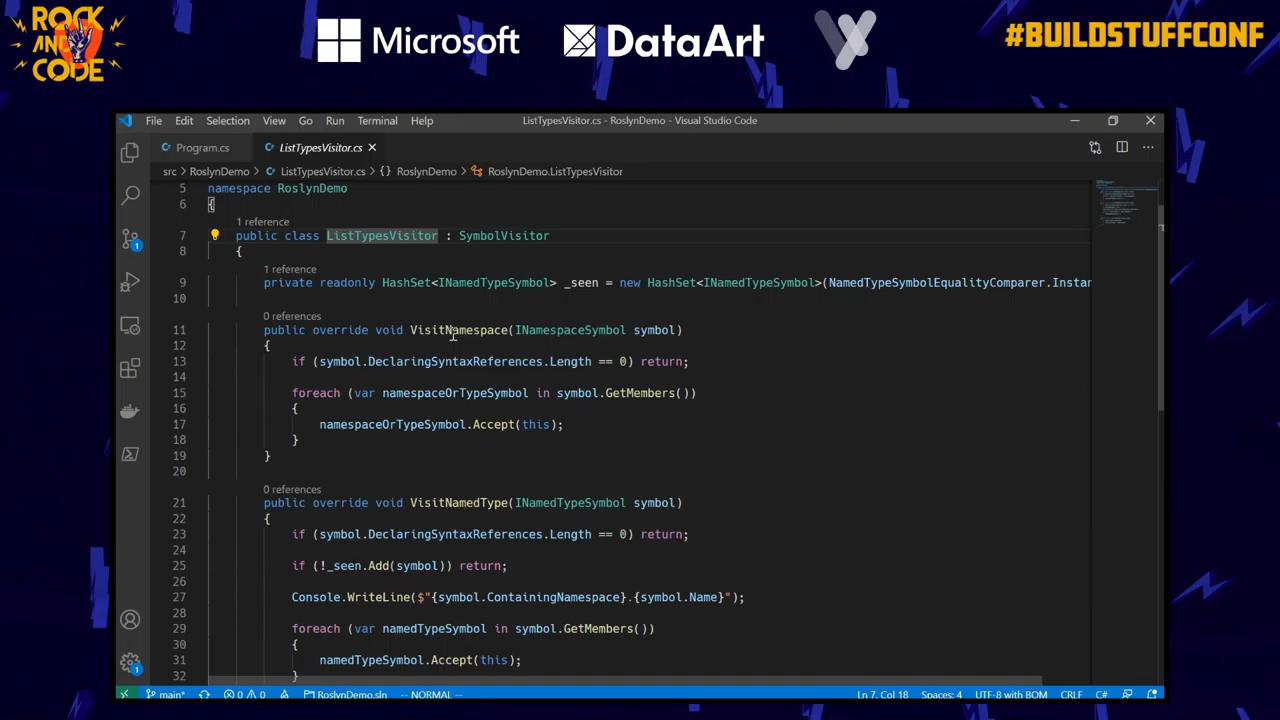 ROCK
AND
CODE
Microsoft
DataArt
#BUILDSTUFFCONF
File Edit Selection View Go Run Terminal Help
ListTypesVisitor.cs - RoslynDemo - Visual Studio Code
Program.cs
ListTypesVisitor.cs
src > RoslynDemo > ListTypesVisitor.cs > {} RoslynDemo > RoslynDemo.ListTypesVisitor
5 namespace RoslynDemo
6 {
1 reference
7 public class ListTypesVisitor : SymbolVisitor
8 {
1 reference
9 private readonly HashSet<INamedTypeSymbol> _seen = new HashSet<INamedTypeSymbol>(NamedTypeSymbolEqualityComparer.Instan
10
0 references
11 public override void VisitNamespace(INamespaceSymbol symbol)
12 {
13 if (symbol.DeclaringSyntaxReferences.Length == 0) return;
14
15 foreach (var namespaceOrTypeSymbol in symbol.GetMembers())
16 {
17 namespaceOrTypeSymbol.Accept(this);
18 }
19 }
20
0 references
21 public override void VisitNamedType(INamedTypeSymbol symbol)
22 {
23 if (symbol.DeclaringSyntaxReferences.Length == 0) return;
24
25 if (!_seen.Add(symbol)) return;
26
27 Console.WriteLine($"{symbol.ContainingNamespace}.{symbol.Name}");
28
29 foreach (var namedTypeSymbol in symbol.GetMembers())
30 {
31 namedTypeSymbol.Accept(this);
32 }
1
1
main* 0 0 RoslynDemo.sln -- NORMAL -- Ln 7, Col 18 Spaces: 4 UTF-8 with BOM CRLF C#